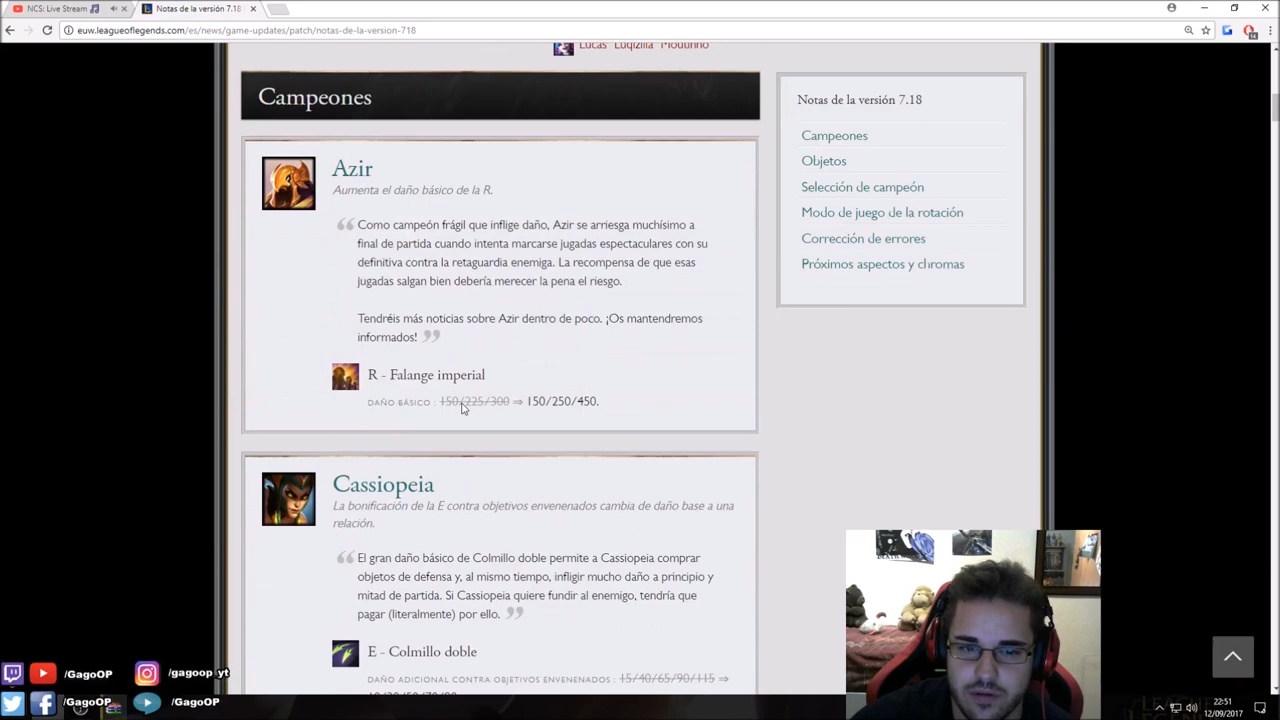 NCS: Live Stream
Notas de la versión 7.18
euw.leagueoflegends.com/es/news/game-updates/patch/notas-de-la-version-718
Lucas "Luqizilla" Moutinho
Campeones
Azir
Aumenta el daño básico de la R.
Como campeón frágil que inflige daño, Azir se arriesga muchísimo a
final de partida cuando intenta marcarse jugadas espectaculares con su
definitiva contra la retaguardia enemiga. La recompensa de que esas
jugadas salgan bien debería merecer la pena el riesgo.
Tendréis más noticias sobre Azir dentro de poco. ¡Os mantendremos
informados!
R - Falange imperial
DAÑO BÁSICO : 150/225/300 ⇒ 150/250/450.
Cassiopeia
La bonificación de la E contra objetivos envenenados cambia de daño base a una
relación.
El gran daño básico de Colmillo doble permite a Cassiopeia comprar
objetos de defensa y, al mismo tiempo, infligir mucho daño a principio y
mitad de partida. Si Cassiopeia quiere fundir al enemigo, tendría que
pagar (literalmente) por ello.
E - Colmillo doble
DAÑO ADICIONAL CONTRA OBJETIVOS ENVENENADOS : 15/40/65/90/115 ⇒
Notas de la versión 7.18
Campeones
Objetos
Selección de campeón
Modo de juego de la rotación
Corrección de errores
Próximos aspectos y chromas
/GagoOP
/gagoop_yt
/GagoOP
/GagoOP
22:51
12/09/2017